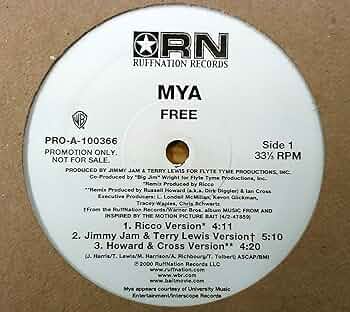 RN
RUFFNATION RECORDS
MYA
FREE
WB
PRO-A-100366
PROMOTION ONLY.
NOT FOR SALE.
Side 1
33⅓ RPM
PRODUCED BY JIMMY JAM & TERRY LEWIS FOR FLYTE TYME PRODUCTIONS, INC.
Co-Produced by "Big Jim" Wright for Flyte Tyme Productions, Inc.
*Remix Produced by Ricco
**Remix Produced by Russell Howard (a.k.a. Dirty Diggler) & Ian Cross
Executive Producers: L. Londell McMillan, Kevon Glickman,
Tracey Waples, Chris Schwartz
†From the RuffNation Records/Warner Bros. album MUSIC FROM AND
INSPIRED BY THE MOTION PICTURE BAIT (4/2-47859)
1. Ricco Version* 4:11
2. Jimmy Jam & Terry Lewis Version† 5:10
3. Howard & Cross Version** 4:20
(J. Harris/T. Lewis/M. Harrison/A. Richbourg/T. Tolbert) ASCAP/BMI
℗2000 RuffNation Records LLC
www.ruffnation.com
www.wbr.com
www.baitmovie.com
Mya appears courtesy of University Music
Entertainment/Interscope Records